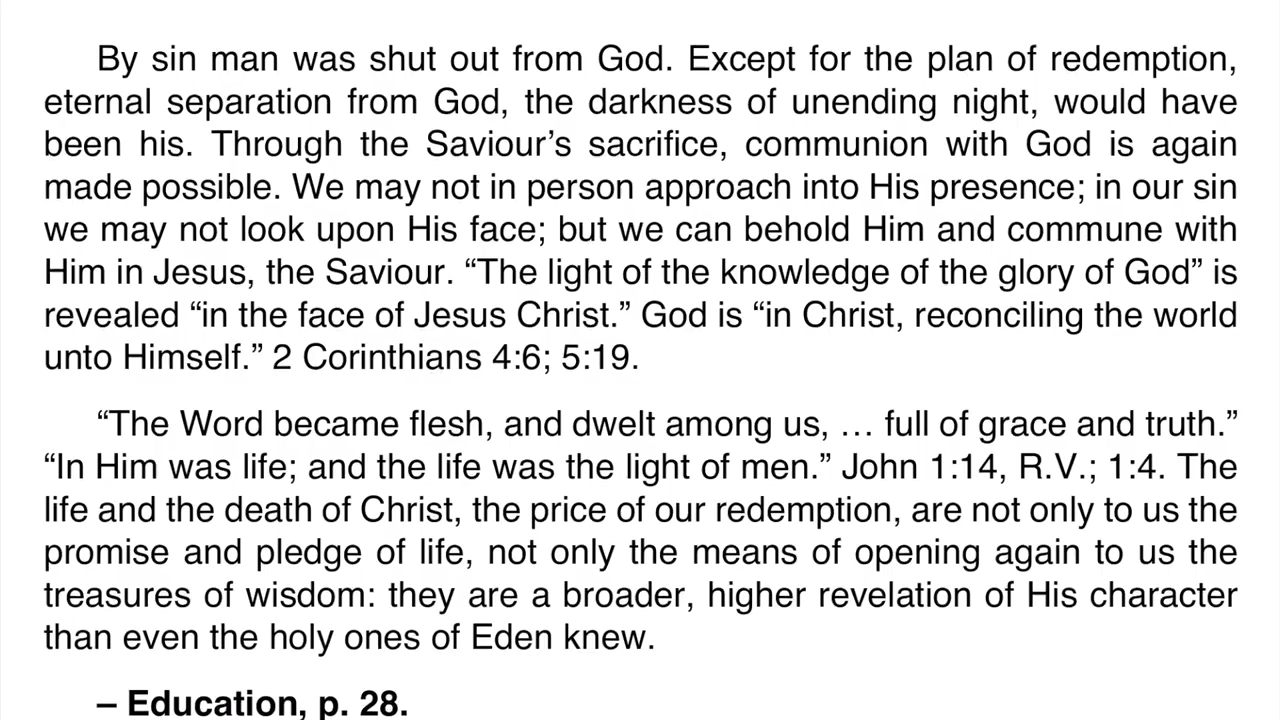 By sin man was shut out from God. Except for the plan of redemption,
eternal separation from God, the darkness of unending night, would have
been his. Through the Saviour’s sacrifice, communion with God is again
made possible. We may not in person approach into His presence; in our sin
we may not look upon His face; but we can behold Him and commune with
Him in Jesus, the Saviour. “The light of the knowledge of the glory of God” is
revealed “in the face of Jesus Christ.” God is “in Christ, reconciling the world
unto Himself.” 2 Corinthians 4:6; 5:19.
“The Word became flesh, and dwelt among us, … full of grace and truth.”
“In Him was life; and the life was the light of men.” John 1:14, R.V.; 1:4. The
life and the death of Christ, the price of our redemption, are not only to us the
promise and pledge of life, not only the means of opening again to us the
treasures of wisdom: they are a broader, higher revelation of His character
than even the holy ones of Eden knew.
– Education, p. 28.